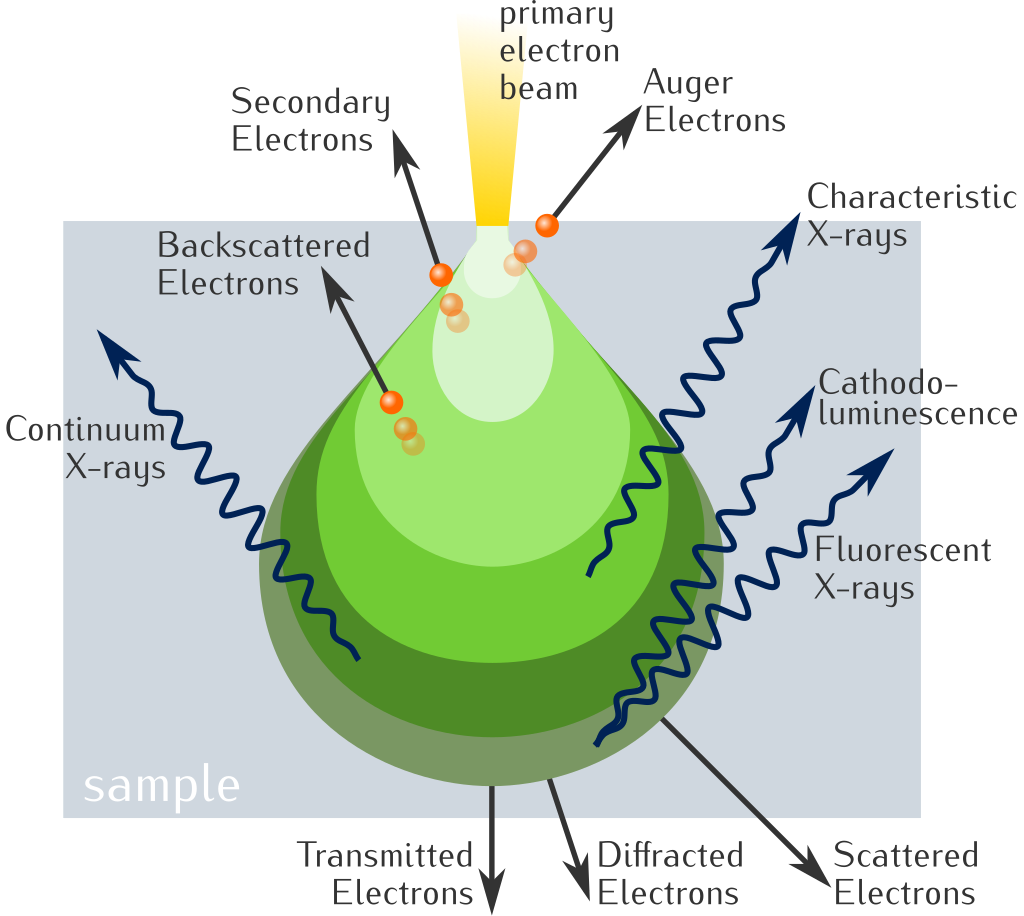 primary
electron
beam
Secondary
Electrons
Auger
Electrons
Characteristic
X-rays
Backscattered
Electrons
Cathodo-
luminescence
Continuum
X-rays
Fluorescent
X-rays
sample
Transmitted
Electrons
Diffracted
Electrons
Scattered
Electrons